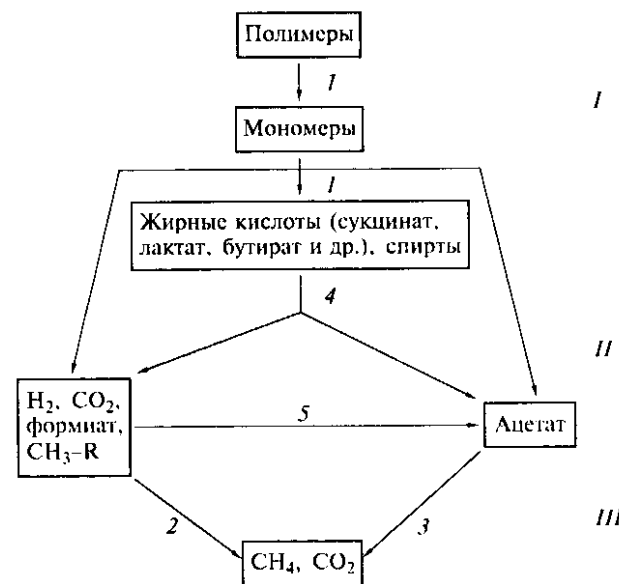 Полимеры
1
I
Мономеры
1
Жирные кислоты (сукцинат,
лактат, бутират и др.), спирты
4
II
H₂, CO₂,
формиат,
CH₃–R
5
Ацетат
2
3
III
CH₄, CO₂